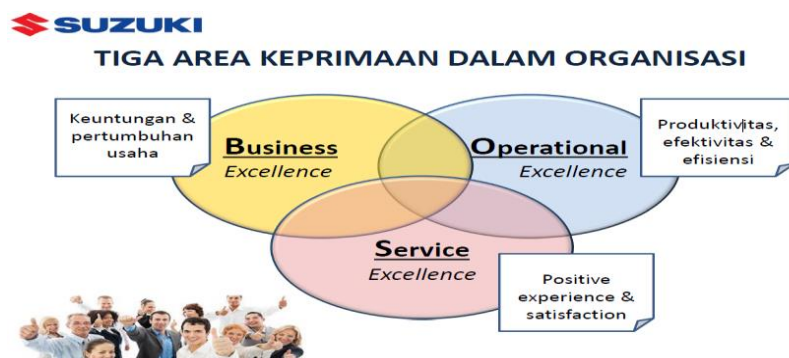 SUZUKI
TIGA AREA KEPRIMAAN DALAM ORGANISASI
Keuntungan &
pertumbuhan
usaha
Business
Excellence
Operational
Excellence
Produktivitas,
efektivitas &
efisiensi
Service
Excellence
Positive
experience &
satisfaction